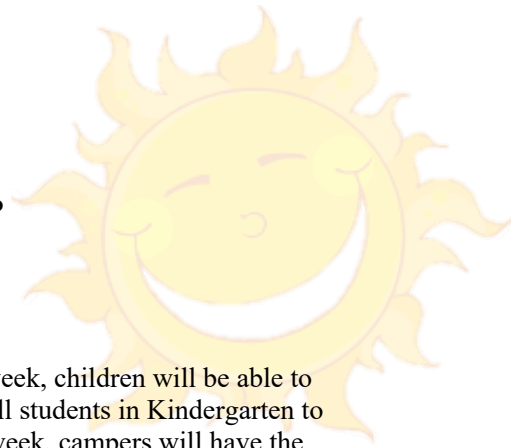 eek, children will be able to
ll students in Kindergarten to
week, campers will have the